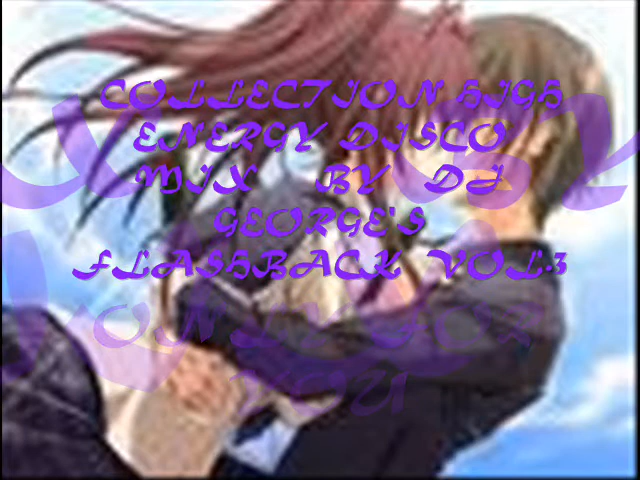 COLLECTION HIGH
ENERGY DISCO
MIX BY DJ
GEORGE'S
FLASHBACK VOL.3
ONLY FOR
YOU